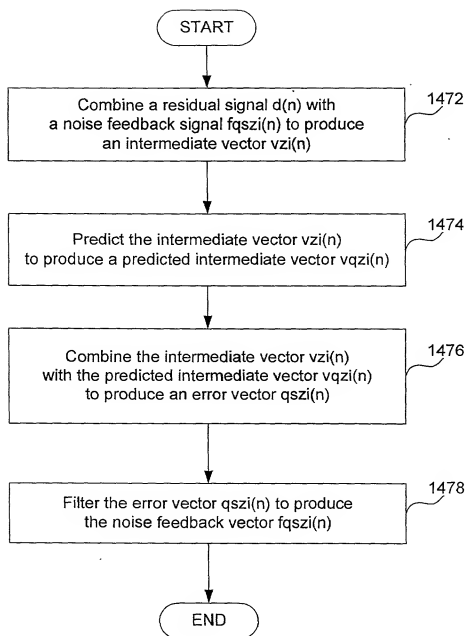 START
1472
Combine a residual signal d(n) with
a noise feedback signal fqszi(n) to produce
an intermediate vector vzi(n)
1474
Predict the intermediate vector vzi(n)
to produce a predicted intermediate vector vqzi(n)
1476
Combine the intermediate vector vzi(n)
with the predicted intermediate vector vqzi(n)
to produce an error vector qszi(n)
1478
Filter the error vector qszi(n) to produce
the noise feedback vector fqszi(n)
END